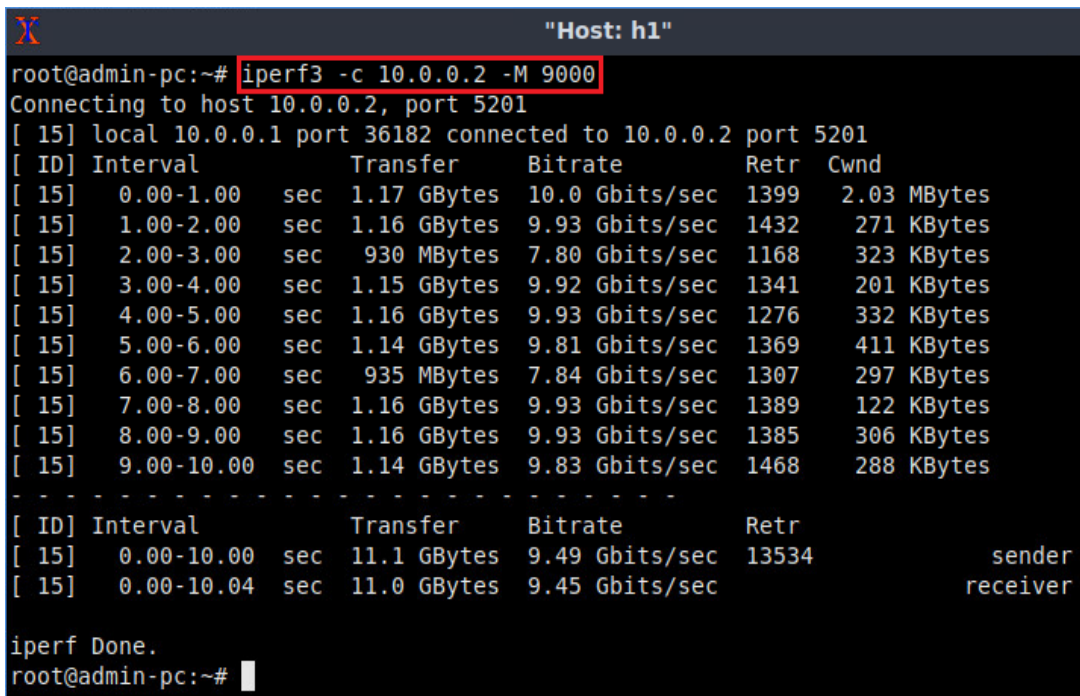 "Host: h1"
root@admin-pc:~# iperf3 -c 10.0.0.2 -M 9000
Connecting to host 10.0.0.2, port 5201
[ 15] local 10.0.0.1 port 36182 connected to 10.0.0.2 port 5201
[ ID] Interval           Transfer     Bitrate         Retr  Cwnd
[ 15]   0.00-1.00   sec  1.17 GBytes  10.0 Gbits/sec  1399   2.03 MBytes
[ 15]   1.00-2.00   sec  1.16 GBytes  9.93 Gbits/sec  1432    271 KBytes
[ 15]   2.00-3.00   sec   930 MBytes  7.80 Gbits/sec  1168    323 KBytes
[ 15]   3.00-4.00   sec  1.15 GBytes  9.92 Gbits/sec  1341    201 KBytes
[ 15]   4.00-5.00   sec  1.16 GBytes  9.93 Gbits/sec  1276    332 KBytes
[ 15]   5.00-6.00   sec  1.14 GBytes  9.81 Gbits/sec  1369    411 KBytes
[ 15]   6.00-7.00   sec   935 MBytes  7.84 Gbits/sec  1307    297 KBytes
[ 15]   7.00-8.00   sec  1.16 GBytes  9.93 Gbits/sec  1389    122 KBytes
[ 15]   8.00-9.00   sec  1.16 GBytes  9.93 Gbits/sec  1385    306 KBytes
[ 15]   9.00-10.00  sec  1.14 GBytes  9.83 Gbits/sec  1468    288 KBytes
- - - - - - - - - - - - - - - - - - - - - - - - -
[ ID] Interval           Transfer     Bitrate         Retr
[ 15]   0.00-10.00  sec  11.1 GBytes  9.49 Gbits/sec  13534             sender
[ 15]   0.00-10.04  sec  11.0 GBytes  9.45 Gbits/sec                  receiver
iperf Done.
root@admin-pc:~#